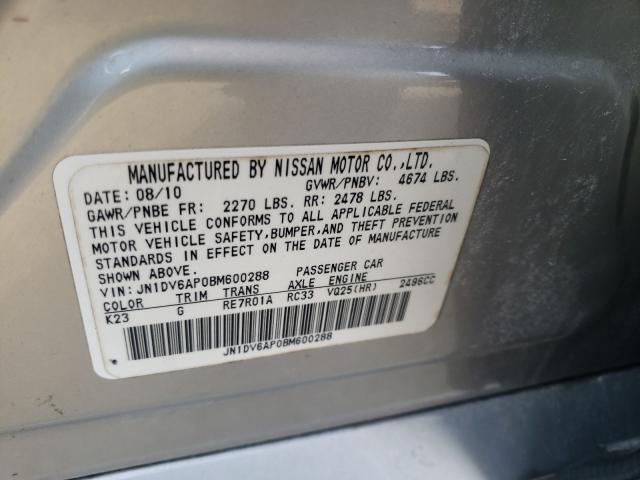 MANUFACTURED BY NISSAN MOTOR CO.,LTD.
DATE: 08/10 GVWR/PNBV: 4674 LBS.
GAWR/PNBE FR: 2270 LBS. RR: 2478 LBS.
THIS VEHICLE CONFORMS TO ALL APPLICABLE FEDERAL
MOTOR VEHICLE SAFETY,BUMPER,AND THEFT PREVENTION
STANDARDS IN EFFECT ON THE DATE OF MANUFACTURE
SHOWN ABOVE.
VIN: JN1DV6AP0BM600288 PASSENGER CAR
COLOR TRIM TRANS AXLE ENGINE
K23 G RE7R01A RC33 VQ25(HR) 2496CC
JN1DV6AP0BM600288